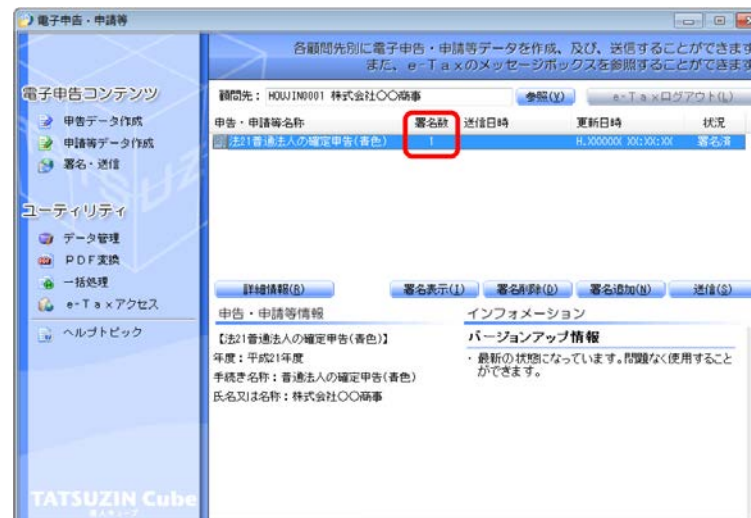 電子申告・申請等
各顧問先別に電子申告・申請等データを作成、及び、送信することができます
また、e-Taxのメッセージボックスを参照することができます
電子申告コンテンツ
申告データ作成
申請等データ作成
署名・送信
ユーティリティ
データ管理
PDF変換
一括処理
e-Taxアクセス
ヘルプトピック
顧問先: HOUJIN0001 株式会社〇〇商事 参照(Y) e-Taxログアウト(L)
申告・申請等名称 署名数 送信日時 更新日時 状況
法21普通法人の確定申告(青色) 1 H.XXXXXX XX:XX:XX 署名済
詳細情報(R) 署名表示(I) 署名削除(D) 署名追加(N) 送信(S)
申告・申請等情報
【法21普通法人の確定申告(青色)】
年度：平成21年度
手続き名称：普通法人の確定申告(青色)
氏名又は名称：株式会社〇〇商事
インフォメーション
バージョンアップ情報
・最新の状態になっています。問題なく使用すること
ができます。
TATSUZIN Cube
達人キューブ